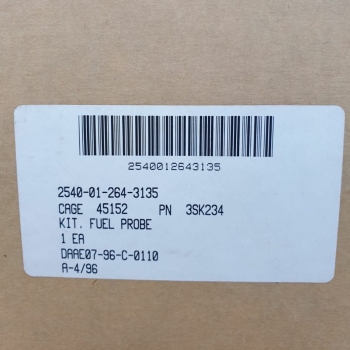 2540012643135
2540-01-264-3135
CAGE 45152 PN 3SK234
KIT. FUEL PROBE
1 EA
DAAE07-96-C-0110
A-4/96